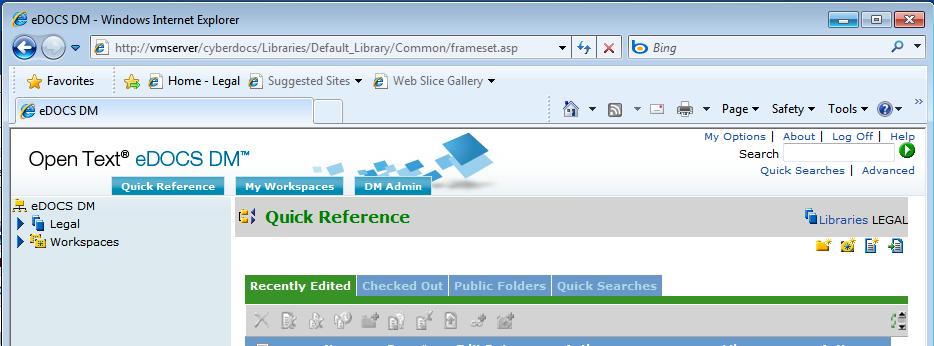 eDOCS DM - Windows Internet Explorer
http://vmserver/cyberdocs/Libraries/Default_Library/Common/frameset.asp
Bing
Favorites Home - Legal Suggested Sites Web Slice Gallery
eDOCS DM Page Safety Tools
My Options | About | Log Off | Help
Open Text® eDOCS DM™ Search
Quick Searches | Advanced
Quick Reference My Workspaces DM Admin
eDOCS DM
Legal
Workspaces
Quick Reference Libraries LEGAL
Recently Edited Checked Out Public Folders Quick Searches